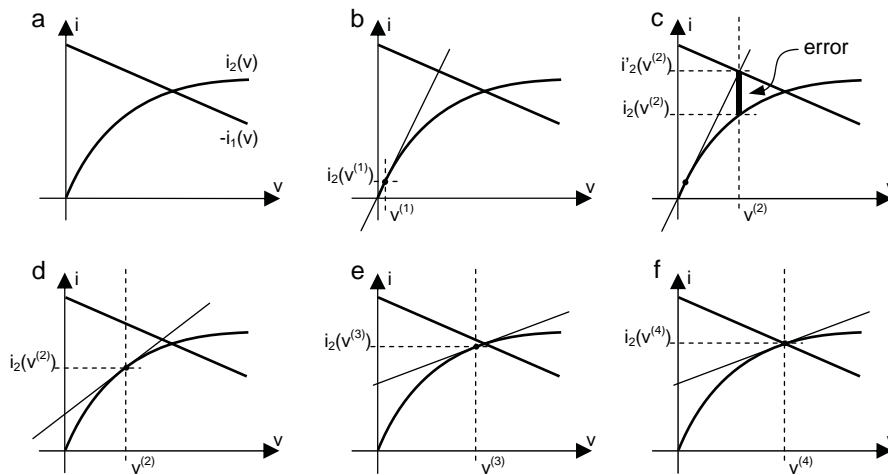 a
i
i₂(v)
-i₁(v)
v
b
i
i₂(v⁽¹⁾)
v⁽¹⁾
v
c
i
i'₂(v⁽²⁾)
error
i₂(v⁽²⁾)
v⁽²⁾
v
d
i
i₂(v⁽²⁾)
v⁽²⁾
v
e
i
i₂(v⁽³⁾)
v⁽³⁾
v
f
i
i₂(v⁽⁴⁾)
v⁽⁴⁾
v